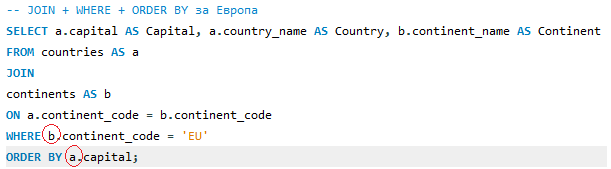 -- JOIN + WHERE + ORDER BY за Европа
SELECT a.capital AS Capital, a.country_name AS Country, b.continent_name AS Continent
FROM countries AS a
JOIN
continents AS b
ON a.continent_code = b.continent_code
WHERE b.continent_code = 'EU'
ORDER BY a.capital;